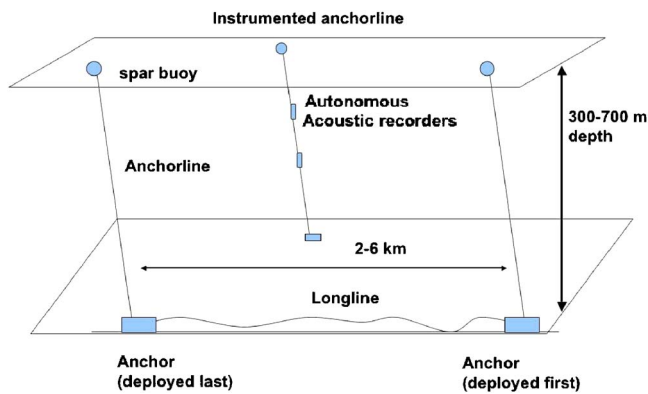 Instrumented anchorline
spar buoy
Autonomous
Acoustic recorders
300-700 m
depth
Anchorline
2-6 km
Longline
Anchor
(deployed last)
Anchor
(deployed first)